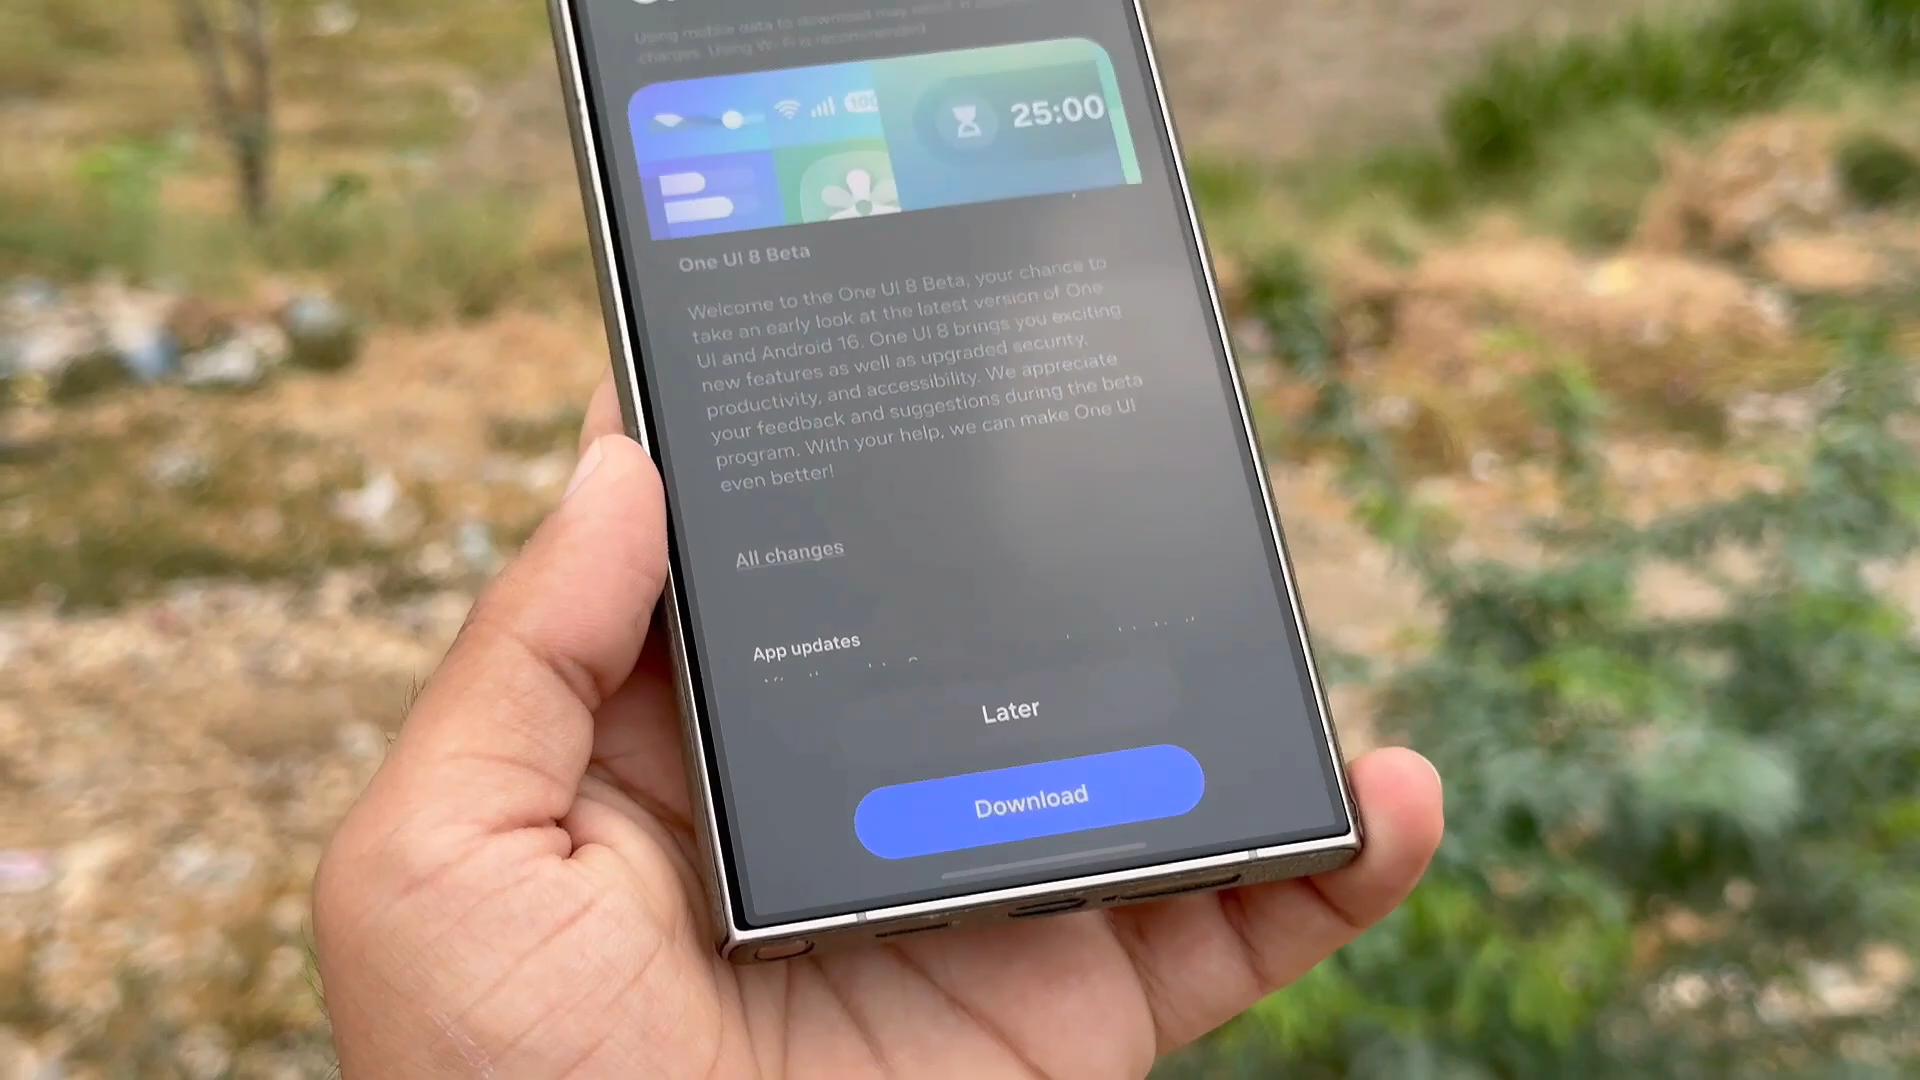 Using mobile data to download may result in
charges. Using Wi-Fi is recommended
100
25:00
One UI 8 Beta
Welcome to the One UI 8 Beta, your chance to
take an early look at the latest version of One
UI and Android 16. One UI 8 brings you exciting
new features as well as upgraded security,
productivity, and accessibility. We appreciate
your feedback and suggestions during the beta
program. With your help, we can make One UI
even better!
All changes
App updates
Later
Download